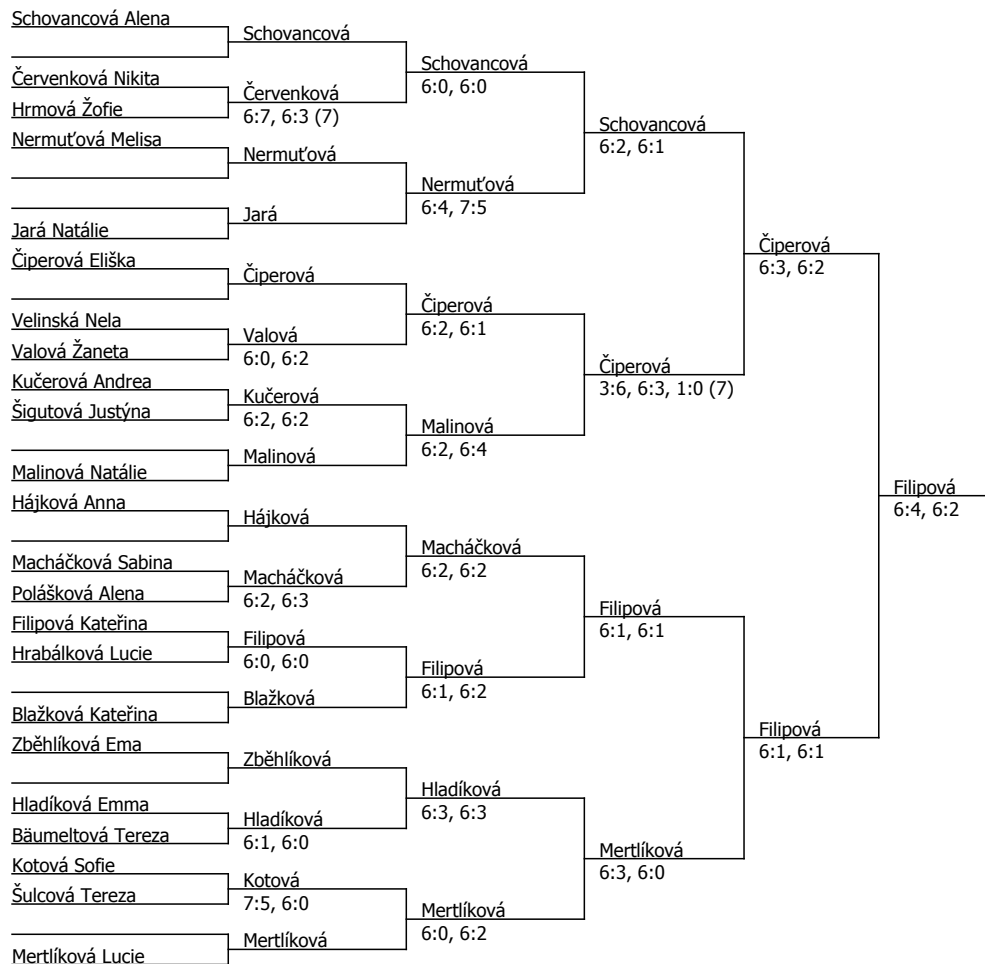 Schovancová Alena
Červenková Nikita
Hrmová Žofie
Nermuťová Melisa
Jará Natálie
Čiperová Eliška
Velinská Nela
Valová Žaneta
Kučerová Andrea
Šigutová Justýna
Malinová Natálie
Hájková Anna
Macháčková Sabina
Polášková Alena
Filipová Kateřina
Hrabálková Lucie
Blažková Kateřina
Zběhlíková Ema
Hladíková Emma
Bäumeltová Tereza
Kotová Sofie
Šulcová Tereza
Mertlíková Lucie
Schovancová
Červenková
6:7, 6:3 (7)
Nermuťová
Jará
Čiperová
Valová
6:0, 6:2
Kučerová
6:2, 6:2
Malinová
Hájková
Macháčková
6:2, 6:3
Filipová
6:0, 6:0
Blažková
Zběhlíková
Hladíková
6:1, 6:0
Kotová
7:5, 6:0
Mertlíková
Schovancová
6:0, 6:0
Nermuťová
6:4, 7:5
Čiperová
6:2, 6:1
Malinová
6:2, 6:4
Macháčková
6:2, 6:2
Filipová
6:1, 6:2
Hladíková
6:3, 6:3
Mertlíková
6:0, 6:2
Schovancová
6:2, 6:1
Čiperová
3:6, 6:3, 1:0 (7)
Filipová
6:1, 6:1
Mertlíková
6:3, 6:0
Čiperová
6:3, 6:2
Filipová
6:1, 6:1
Filipová
6:4, 6:2